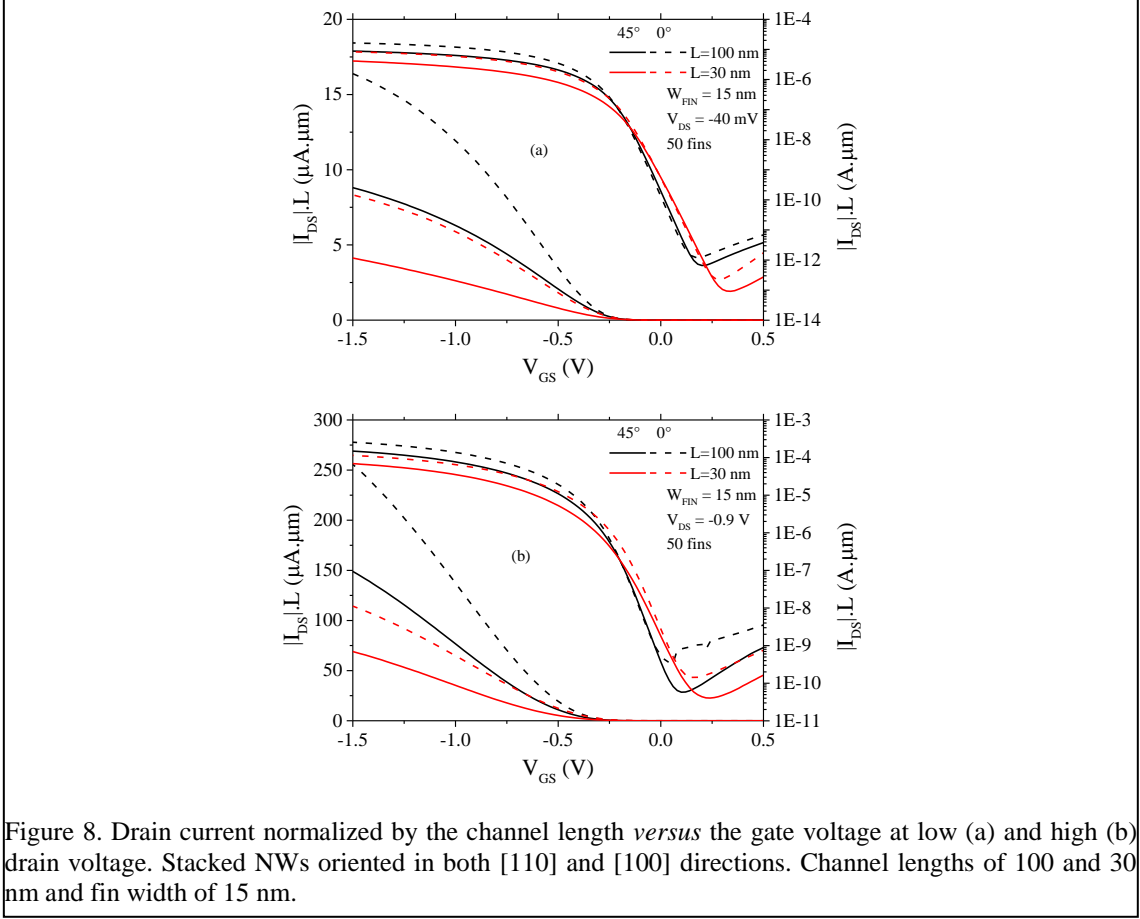 20
15
10
5
0
|I_DS|.L (µA.µm)
1E-4
1E-6
1E-8
1E-10
1E-12
1E-14
|I_DS|.L (A.µm)
45° 0°
L=100 nm
L=30 nm
W_FIN = 15 nm
V_DS = -40 mV
50 fins
(a)
-1.5 -1.0 -0.5 0.0 0.5
V_GS (V)
300
250
200
150
100
50
0
|I_DS|.L (µA.µm)
1E-3
1E-4
1E-5
1E-6
1E-7
1E-8
1E-9
1E-10
1E-11
|I_DS|.L (A.µm)
45° 0°
L=100 nm
L=30 nm
W_FIN = 15 nm
V_DS = -0.9 V
50 fins
(b)
-1.5 -1.0 -0.5 0.0 0.5
V_GS (V)
Figure 8. Drain current normalized by the channel length versus the gate voltage at low (a) and high (b)
drain voltage. Stacked NWs oriented in both [110] and [100] directions. Channel lengths of 100 and 30
nm and fin width of 15 nm.